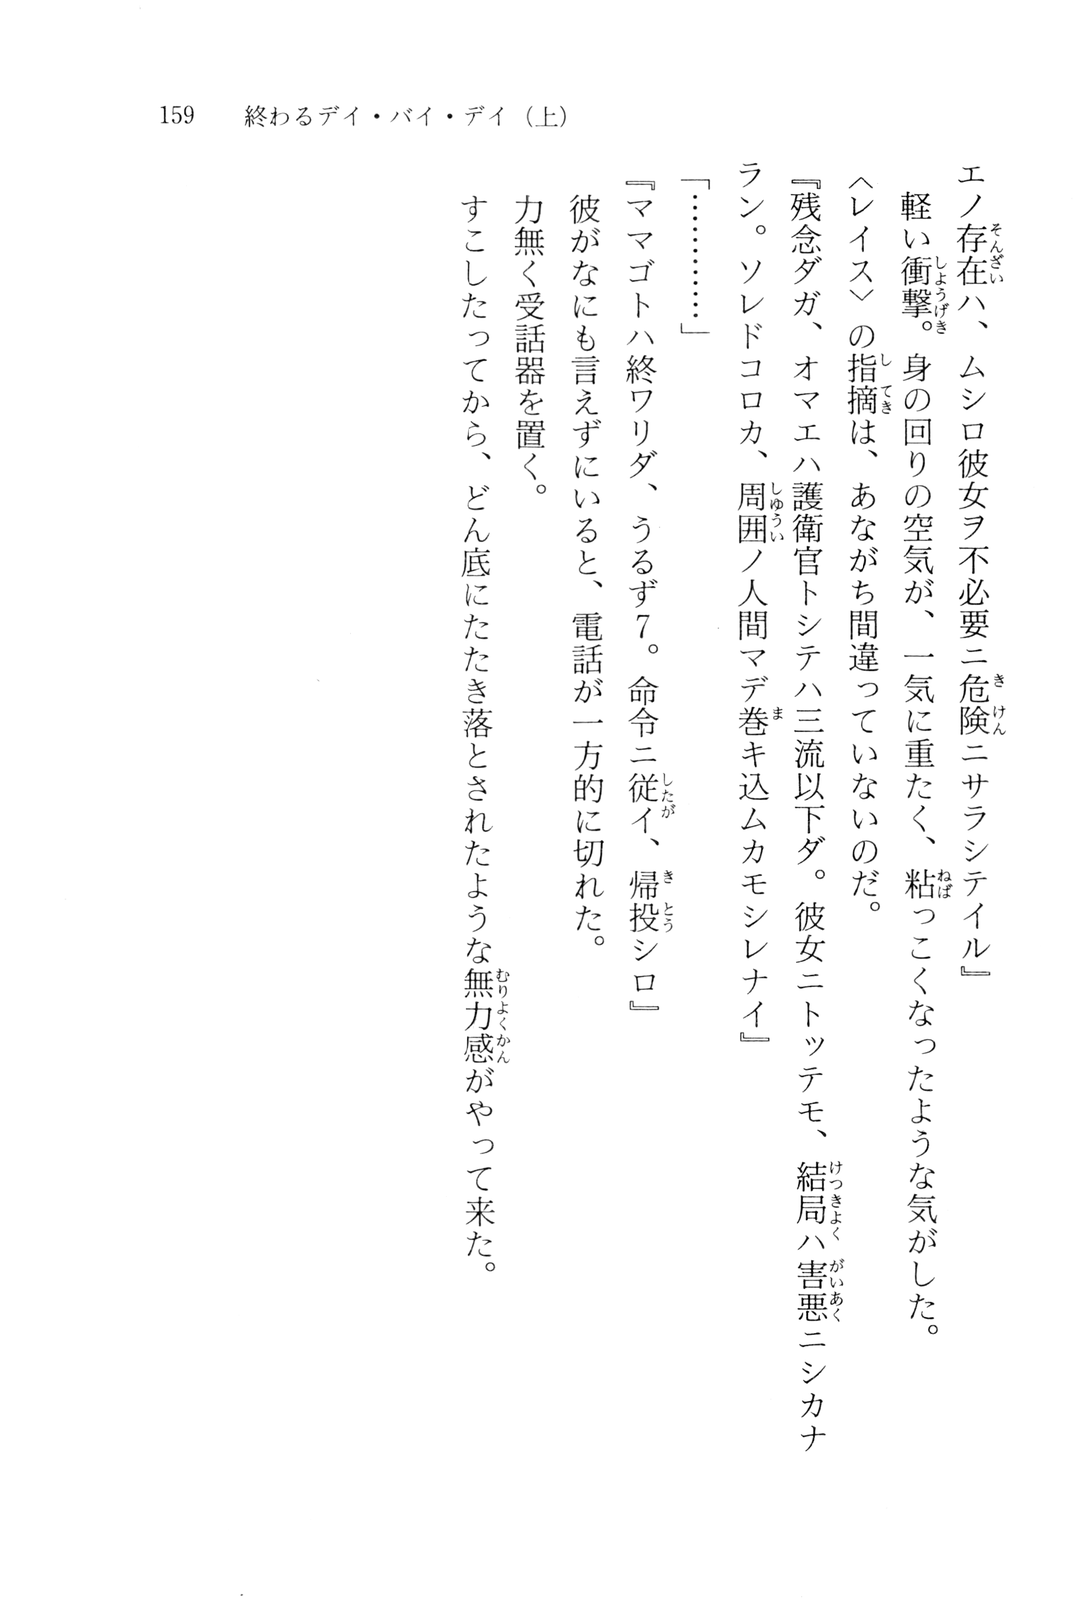 159 終わるデイ・バイ・デイ（上）
エノ存在ハ、ムシロ彼女ヲ不必要ニ危険ニサラシテイル』
軽い衝撃。身の回りの空気が、一気に重たく、粘っこくなったような気がした。
〈レイス〉の指摘は、あながち間違っていないのだ。
『残念ダガ、オマエハ護衛官トシテハ三流以下ダ。彼女ニトッテモ、結局ハ害悪ニシカナ
ラン。ソレドコロカ、周囲ノ人間マデ巻キ込ムカモシレナイ』
「…………」
『ママゴトハ終ワリダ、うるず7。命令ニ従イ、帰投シロ』
彼がなにも言えずにいると、電話が一方的に切れた。
力無く受話器を置く。
すこしたってから、どん底にたたき落とされたような無力感がやって来た。